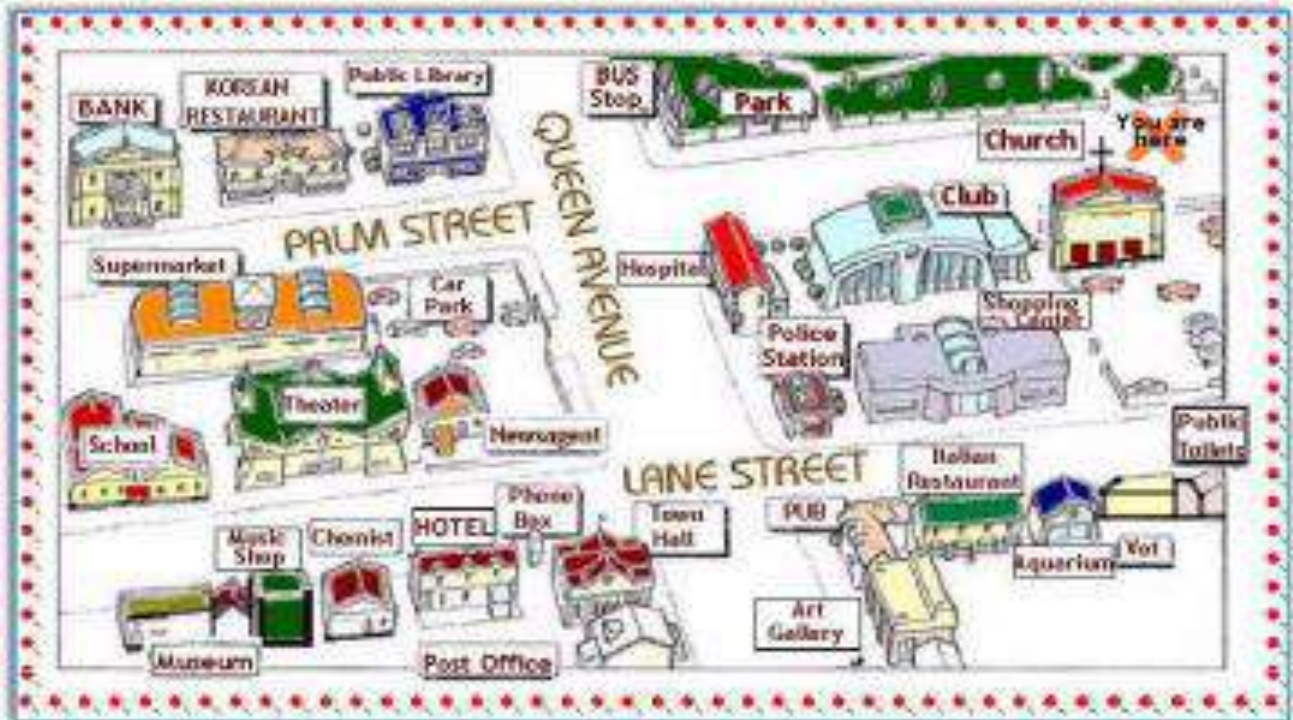 BANK
KOREAN
RESTAURANT
Public Library
QUEEN AVENUE
BUS
Stop
Park
Church
You are
here
PALM STREET
Supermarket
Car
Park
Hospital
Club
Police
Station
Shopping
Center
School
Theater
Newsagent
LANE STREET
Italian
Restaurant
Public
Toilets
Music
Shop
Chemist
HOTEL
Phone
Box
Town
Hall
PUB
Aquarium
Vet
Museum
Post Office
Art
Gallery